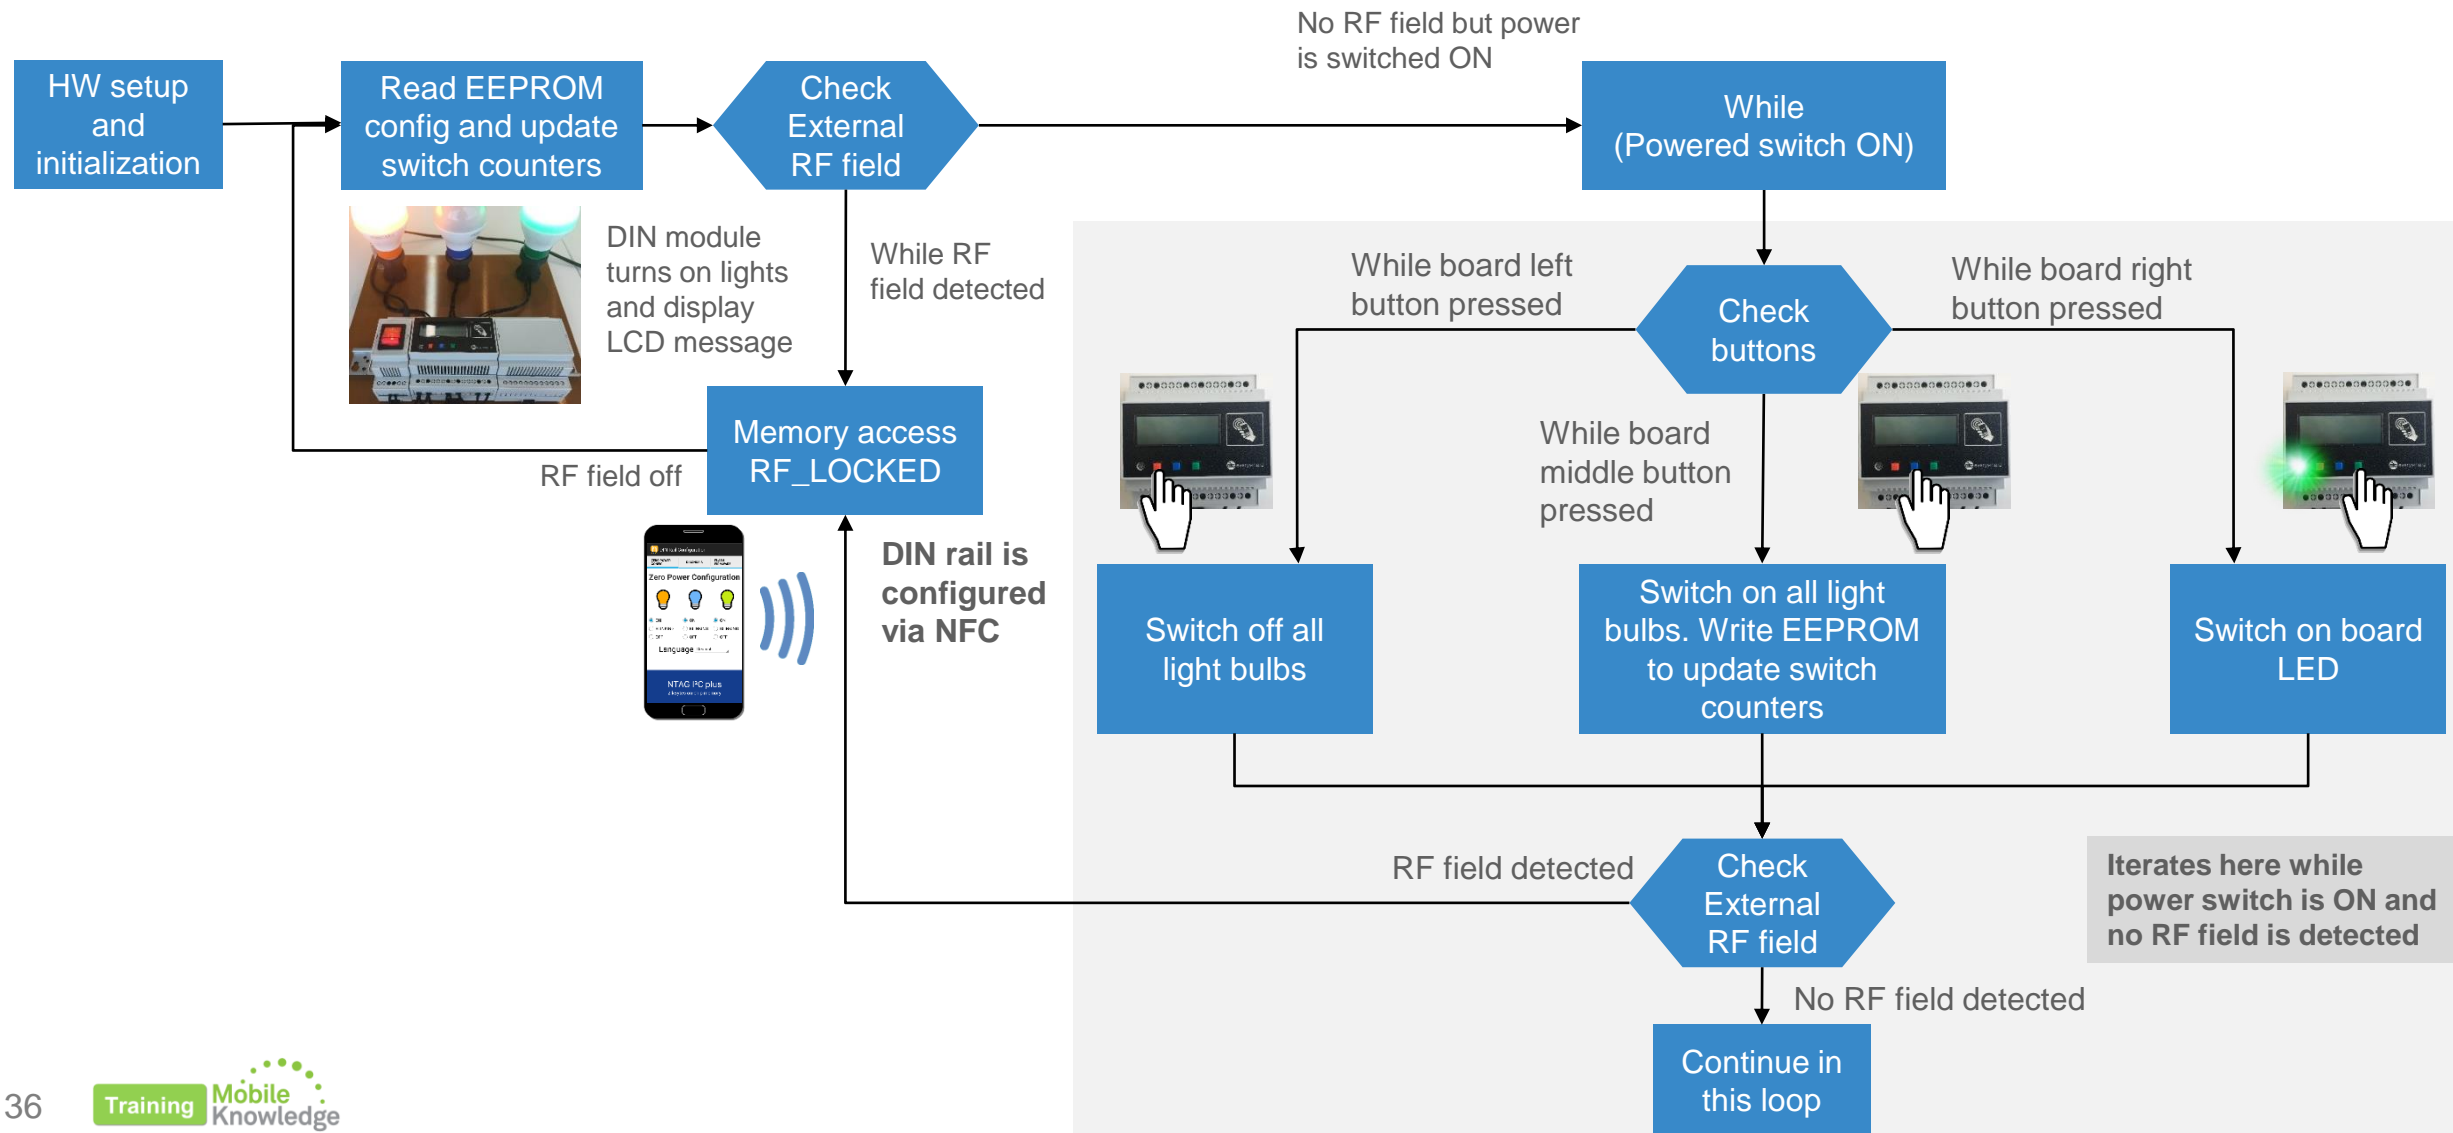 No RF field but power
is switched ON
HW setup
and
initialization
Read EEPROM
config and update
switch counters
Check
External
RF field
While
(Powered switch ON)
DIN module
turns on lights
and display
LCD message
While RF
field detected
While board left
button pressed
Check
buttons
While board right
button pressed
Memory access
RF_LOCKED
RF field off
While board
middle button
pressed
DIN rail is
configured
via NFC
Zero Power Configuration
Language
NTAG I²C plus
Switch off all
light bulbs
Switch on all light
bulbs. Write EEPROM
to update switch
counters
Switch on board
LED
RF field detected
Check
External
RF field
Iterates here while
power switch is ON and
no RF field is detected
No RF field detected
Continue in
this loop
36
Training
Mobile
Knowledge